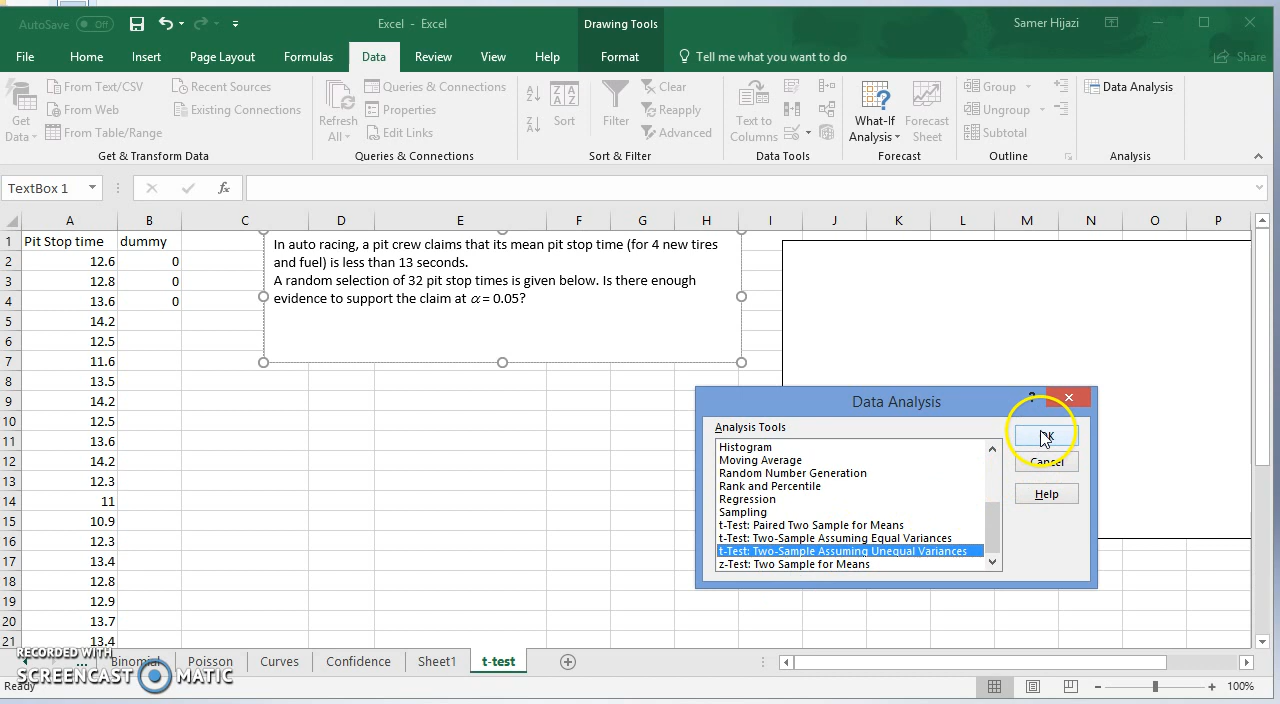 AutoSave Off
Excel - Excel
Drawing Tools
Samer Hijazi
File Home Insert Page Layout Formulas Data Review View Help Format Tell me what you want to do Share
Get Data
From Text/CSV
From Web
From Table/Range
Recent Sources
Existing Connections
Get & Transform Data
Refresh All
Queries & Connections
Properties
Edit Links
Queries & Connections
Sort
Filter
Clear
Reapply
Advanced
Sort & Filter
Text to Columns
Data Tools
What-If Analysis
Forecast Sheet
Forecast
Group
Ungroup
Subtotal
Outline
Data Analysis
Analysis
TextBox 1 fx
A B C D E F G H I J K L M N O P
1 Pit Stop time dummy
2 12.6 0
3 12.8 0
4 13.6 0
5 14.2
6 12.5
7 11.6
8 13.5
9 14.2
10 12.5
11 13.6
12 14.2
13 12.3
14 11
15 10.9
16 12.3
17 13.4
18 12.8
19 12.9
20 13.7
21 13.4
In auto racing, a pit crew claims that its mean pit stop time (for 4 new tires
and fuel) is less than 13 seconds.
A random selection of 32 pit stop times is given below. Is there enough
evidence to support the claim at α = 0.05?
Data Analysis
?
Analysis Tools
Histogram
Moving Average
Random Number Generation
Rank and Percentile
Regression
Sampling
t-Test: Paired Two Sample for Means
t-Test: Two-Sample Assuming Equal Variances
t-Test: Two-Sample Assuming Unequal Variances
z-Test: Two Sample for Means
OK
Cancel
Help
... Binomial Poisson Curves Confidence Sheet1 t-test
RECORDED WITH
SCREENCAST MATIC
Ready
100%